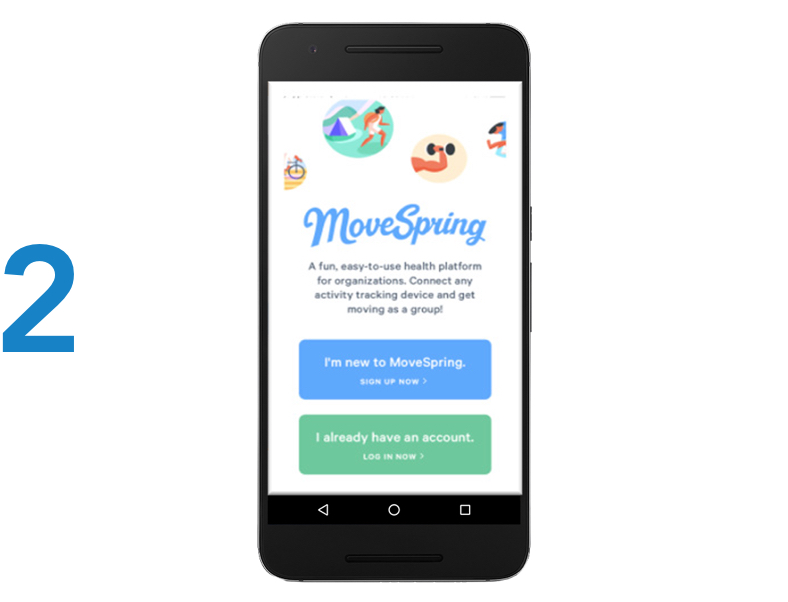 2
MoveSpring
A fun, easy-to-use health platform
for organizations. Connect any
activity tracking device and get
moving as a group!
I'm new to MoveSpring.
SIGN UP NOW >
I already have an account.
LOG IN NOW >